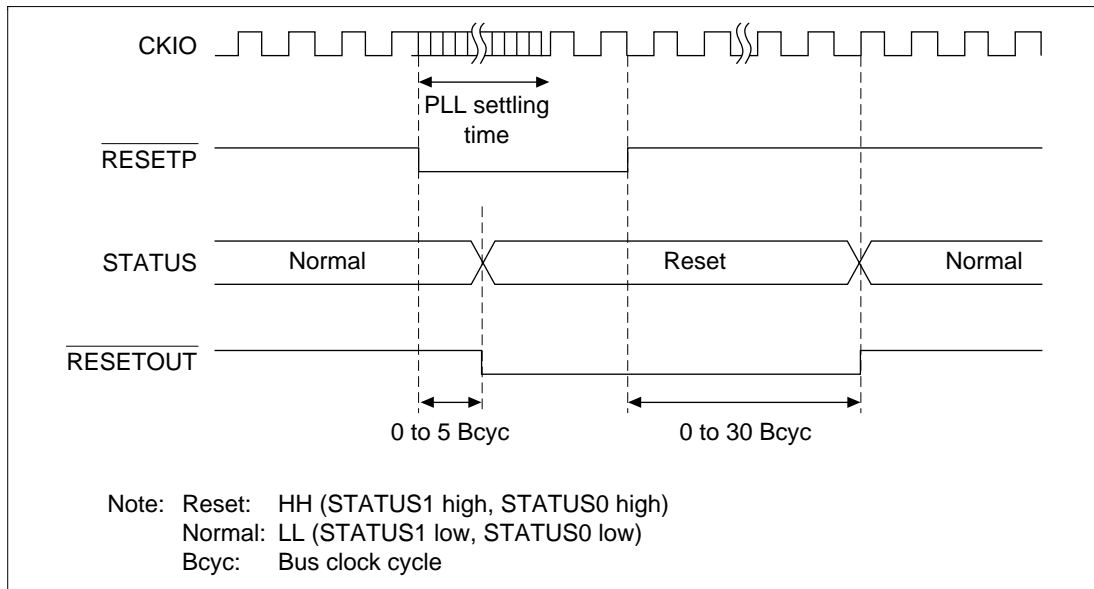 CKIO
PLL settling
time
RESETP
STATUS
Normal
Reset
Normal
RESETOUT
0 to 5 Bcyc
0 to 30 Bcyc
Note: Reset: HH (STATUS1 high, STATUS0 high)
Normal: LL (STATUS1 low, STATUS0 low)
Bcyc: Bus clock cycle